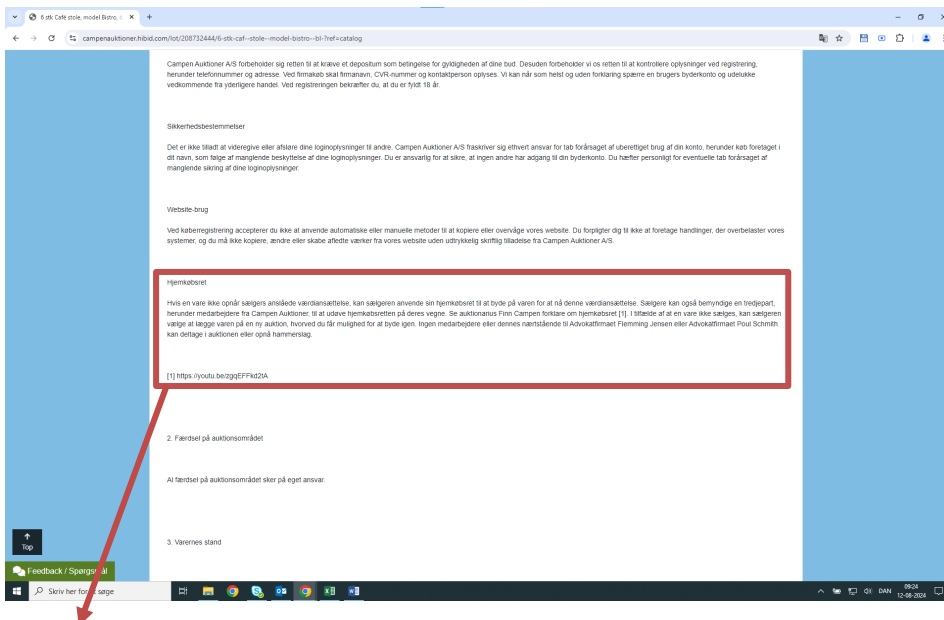 6 stk Café stole, model Bistro,
campenauktioner.hibid.com/lot/208732444/6-stk-caf--stole--model-bistro--bl-?ref=catalog
Campen Auktioner A/S forbeholder sig retten til at kræve et depositum som betingelse for gyldigheden af dine bud. Desuden forbeholder vi os retten til at kontrollere oplysninger ved registrering,
herunder telefonnummer og adresse. Ved firmakøb skal firmanavn, CVR-nummer og kontaktperson oplyses. Vi kan når som helst og uden forklaring spærre en brugers byderkonto og udelukke
vedkommende fra yderligere handel. Ved registreringen bekræfter du, at du er fyldt 18 år.
Sikkerhedsbestemmelser
Det er ikke tilladt at videregive eller afsløre dine loginoplysninger til andre. Campen Auktioner A/S fraskriver sig ethvert ansvar for tab forårsaget af uberettiget brug af din konto, herunder køb foretaget i
dit navn, som følge af manglende beskyttelse af dine loginoplysninger. Du er ansvarlig for at sikre, at ingen andre har adgang til din byderkonto. Du hæfter personligt for eventuelle tab forårsaget af
manglende sikring af dine loginoplysninger.
Website-brug
Ved køberregistrering accepterer du ikke at anvende automatiske eller manuelle metoder til at kopiere eller overvåge vores website. Du forpligter dig til ikke at foretage handlinger, der overbelaster vores
systemer, og du må ikke kopiere, ændre eller skabe afledte værker fra vores website uden udtrykkelig skriftlig tilladelse fra Campen Auktioner A/S.
Hjemkøbsret
Hvis en vare ikke opnår sælgers anslåede værdiansættelse, kan sælgeren anvende sin hjemkøbsret til at byde på varen for at nå denne værdiansættelse. Sælgere kan også bemyndige en tredjepart,
herunder medarbejdere fra Campen Auktioner, til at udøve hjemkøbsretten på deres vegne. Se auktionarius Finn Campen forklare om hjemkøbsret [1]. I tilfælde af at en vare ikke sælges, kan sælgeren
vælge at lægge varen på en ny auktion, hvorved du får mulighed for at byde igen. Ingen medarbejdere eller dennes nærtstående til Advokatfirmaet Flemming Jensen eller Advokatfirmaet Poul Schmith
kan deltage i auktionen eller opnå hammerslag.
[1] https://youtu.be/zgqEFFkd2tA
2. Færdsel på auktionsområdet
Al færdsel på auktionsområdet sker på eget ansvar.
3. Varernes stand
Top
Feedback / Spørgsmål
Skriv her for at søge
DAN
09:24
12-08-2024